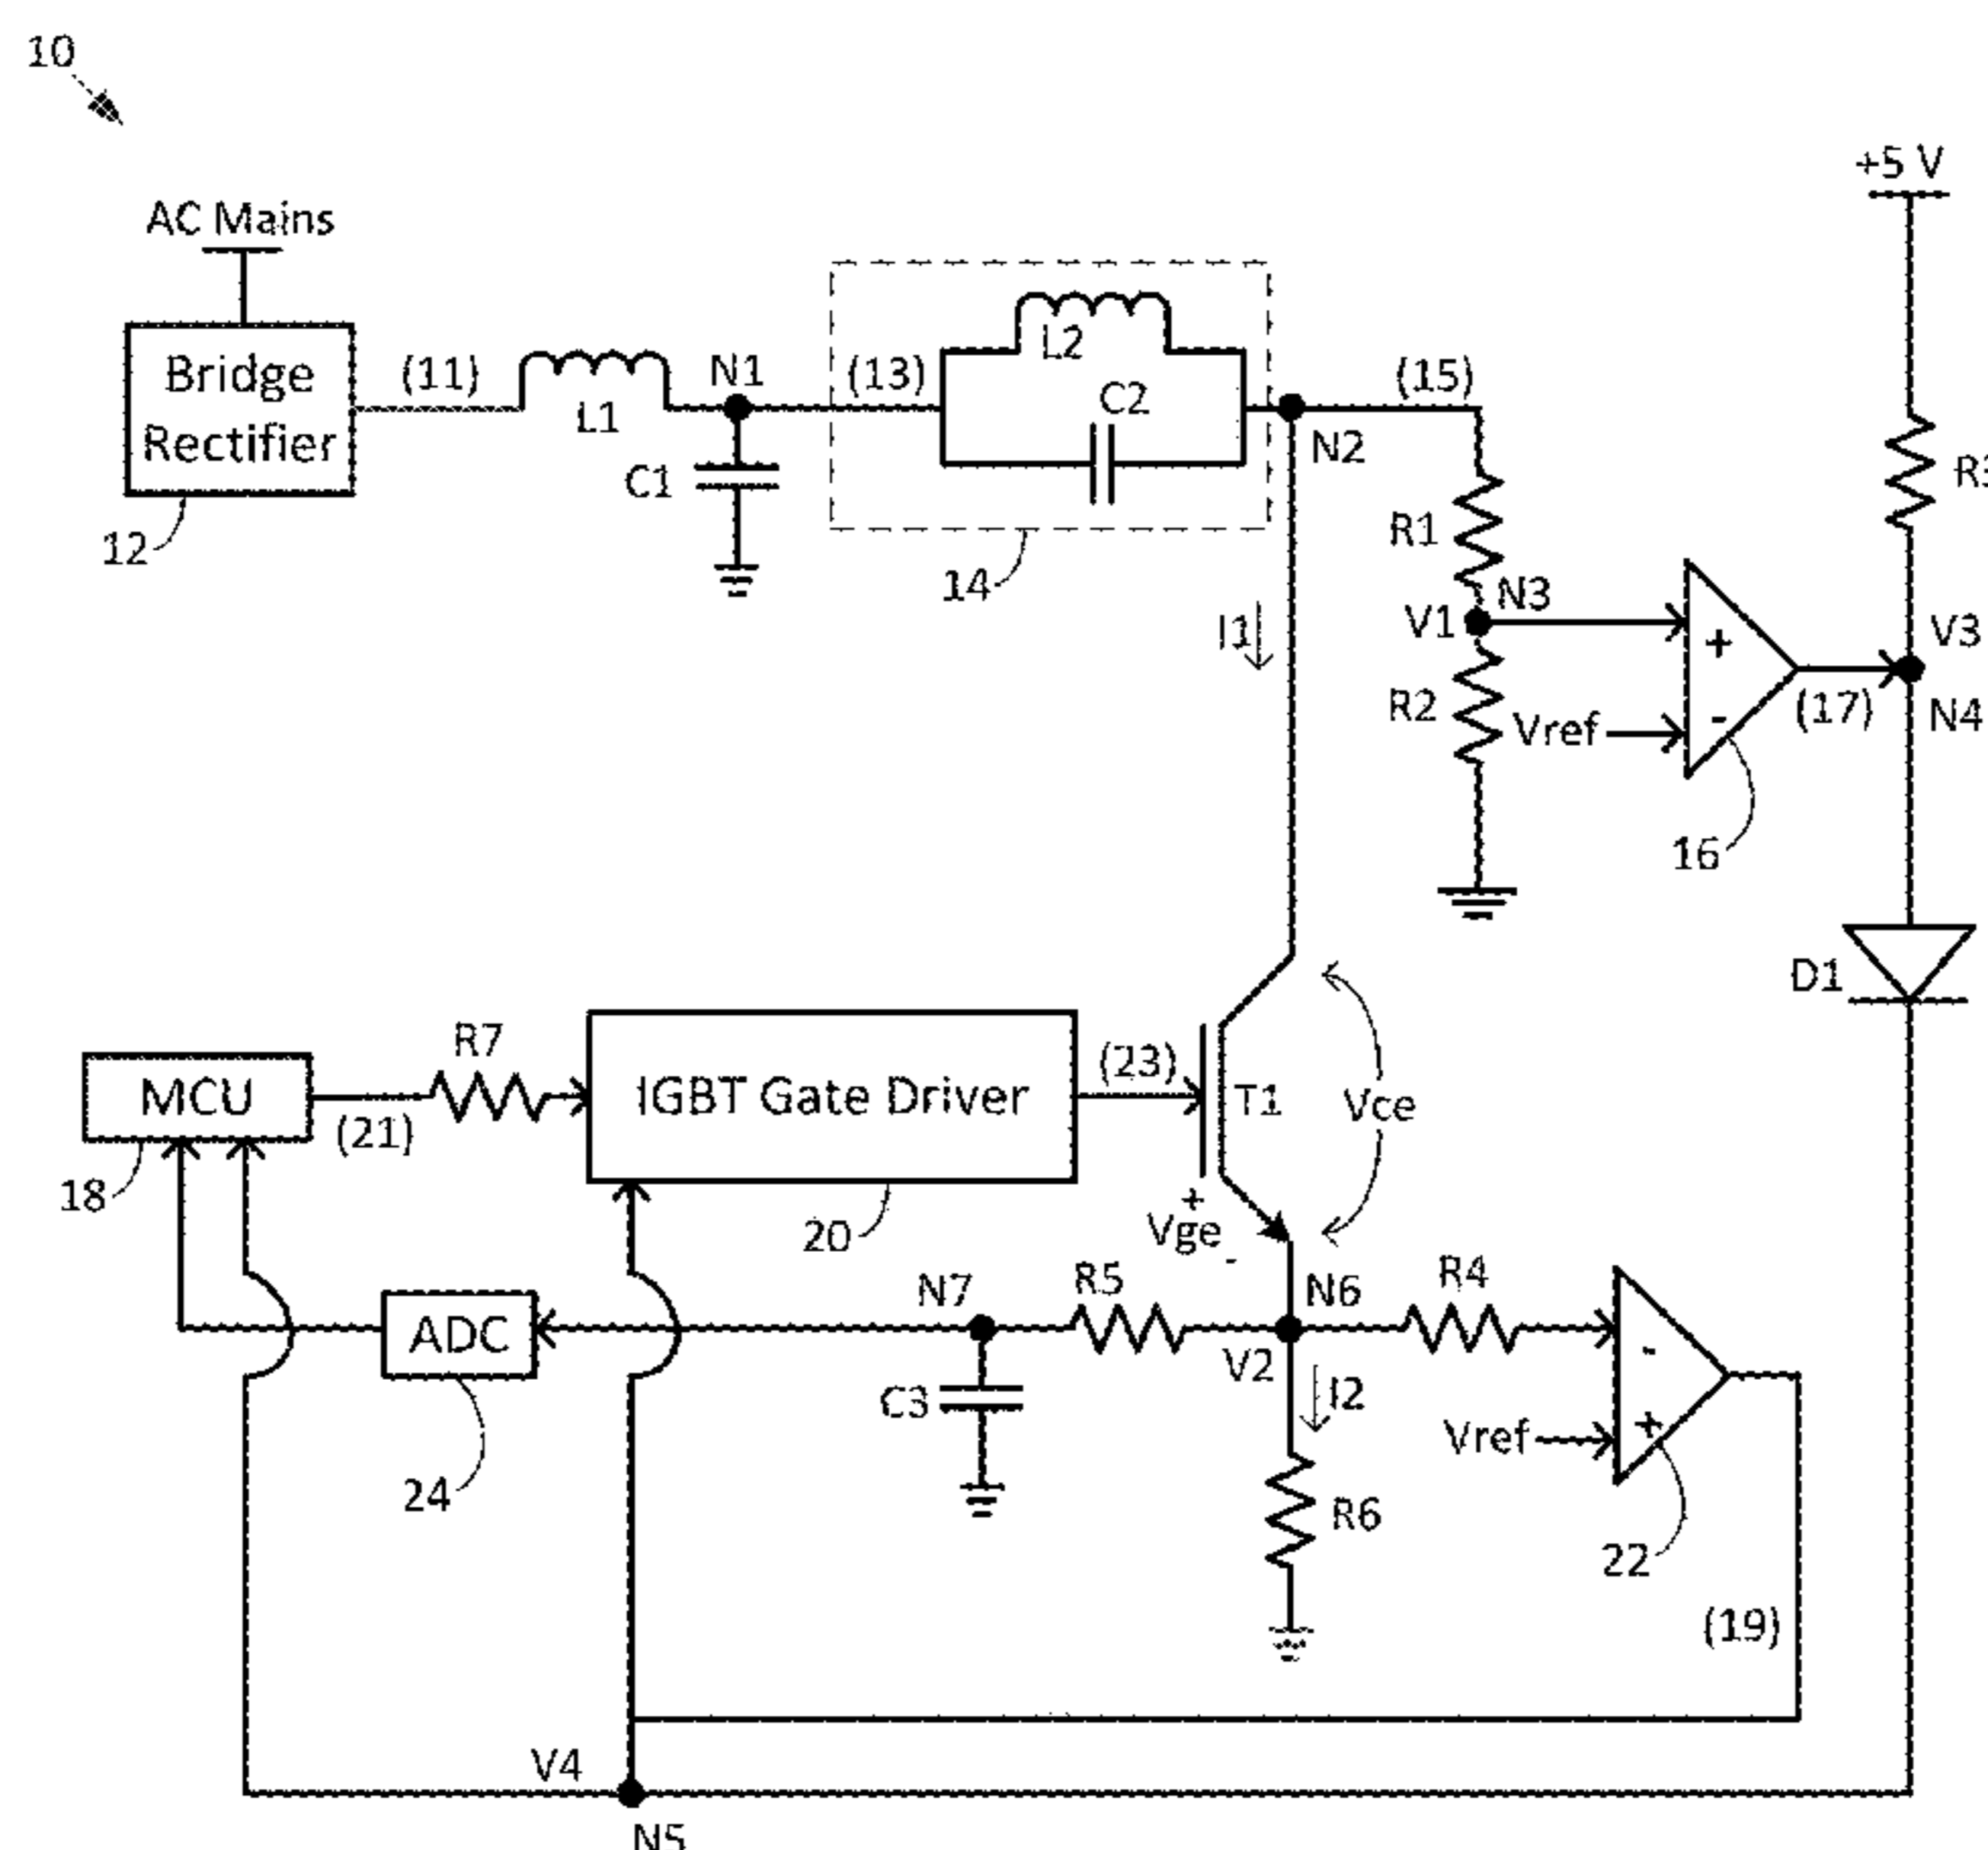 10
+5 V
AC Mains
Bridge
Rectifier
(11)
L1
N1
C1
(13)
L2
C2
(15)
N2
12
14
R1
I1
V1
N3
R2
Vref
+
-
(17)
V3
N4
16
D1
MCU
R7
(21)
IGBT Gate Driver
(23)
T1
Vce
18
20
+
Vge
-
ADC
N7
R5
N6
R4
V2
I2
C3
-
Vref
+
24
R6
22
(19)
V4
N5